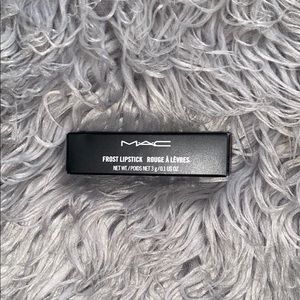 MAC
FROST LIPSTICK ROUGE À LÈVRES
NET WT./POIDS NET 3 g/0.1 US OZ